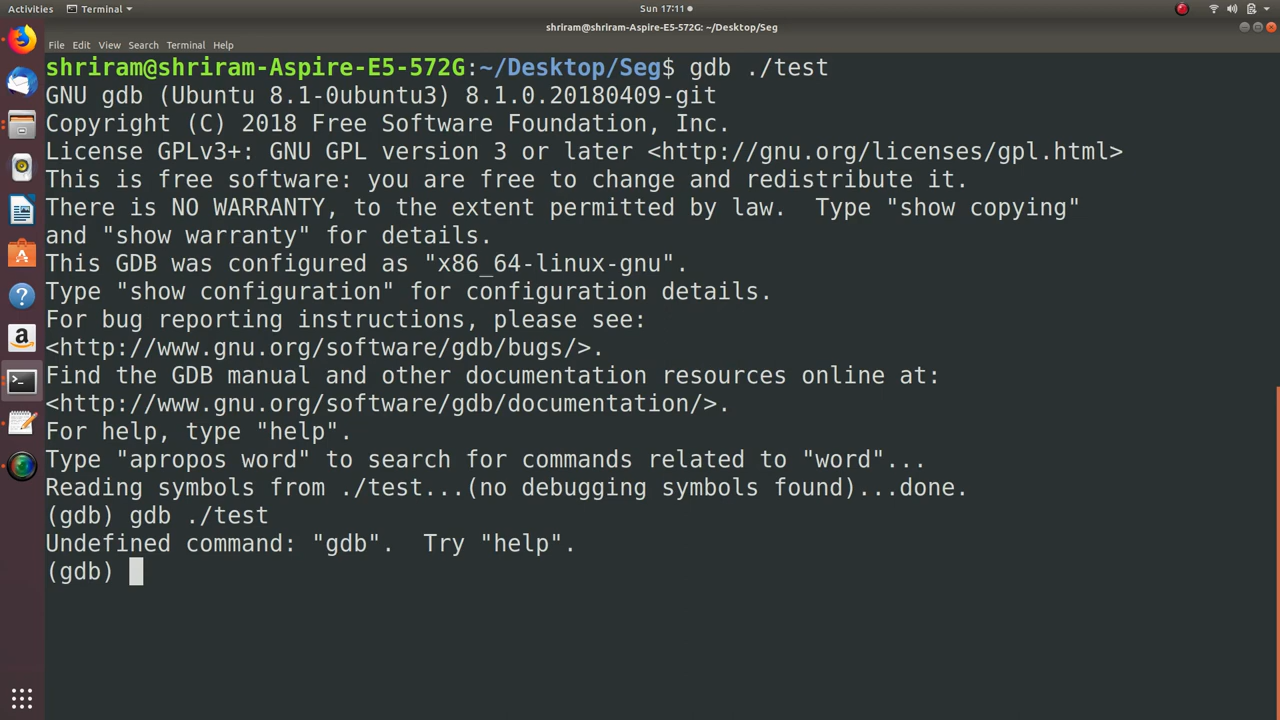 Activities Terminal Sun 17:11
shriram@shriram-Aspire-E5-572G: ~/Desktop/Seg
File Edit View Search Terminal Help
shriram@shriram-Aspire-E5-572G:~/Desktop/Seg$ gdb ./test
GNU gdb (Ubuntu 8.1-0ubuntu3) 8.1.0.20180409-git
Copyright (C) 2018 Free Software Foundation, Inc.
License GPLv3+: GNU GPL version 3 or later <http://gnu.org/licenses/gpl.html>
This is free software: you are free to change and redistribute it.
There is NO WARRANTY, to the extent permitted by law.  Type "show copying"
and "show warranty" for details.
This GDB was configured as "x86_64-linux-gnu".
Type "show configuration" for configuration details.
For bug reporting instructions, please see:
<http://www.gnu.org/software/gdb/bugs/>.
Find the GDB manual and other documentation resources online at:
<http://www.gnu.org/software/gdb/documentation/>.
For help, type "help".
Type "apropos word" to search for commands related to "word"...
Reading symbols from ./test...(no debugging symbols found)...done.
(gdb) gdb ./test
Undefined command: "gdb".  Try "help".
(gdb)